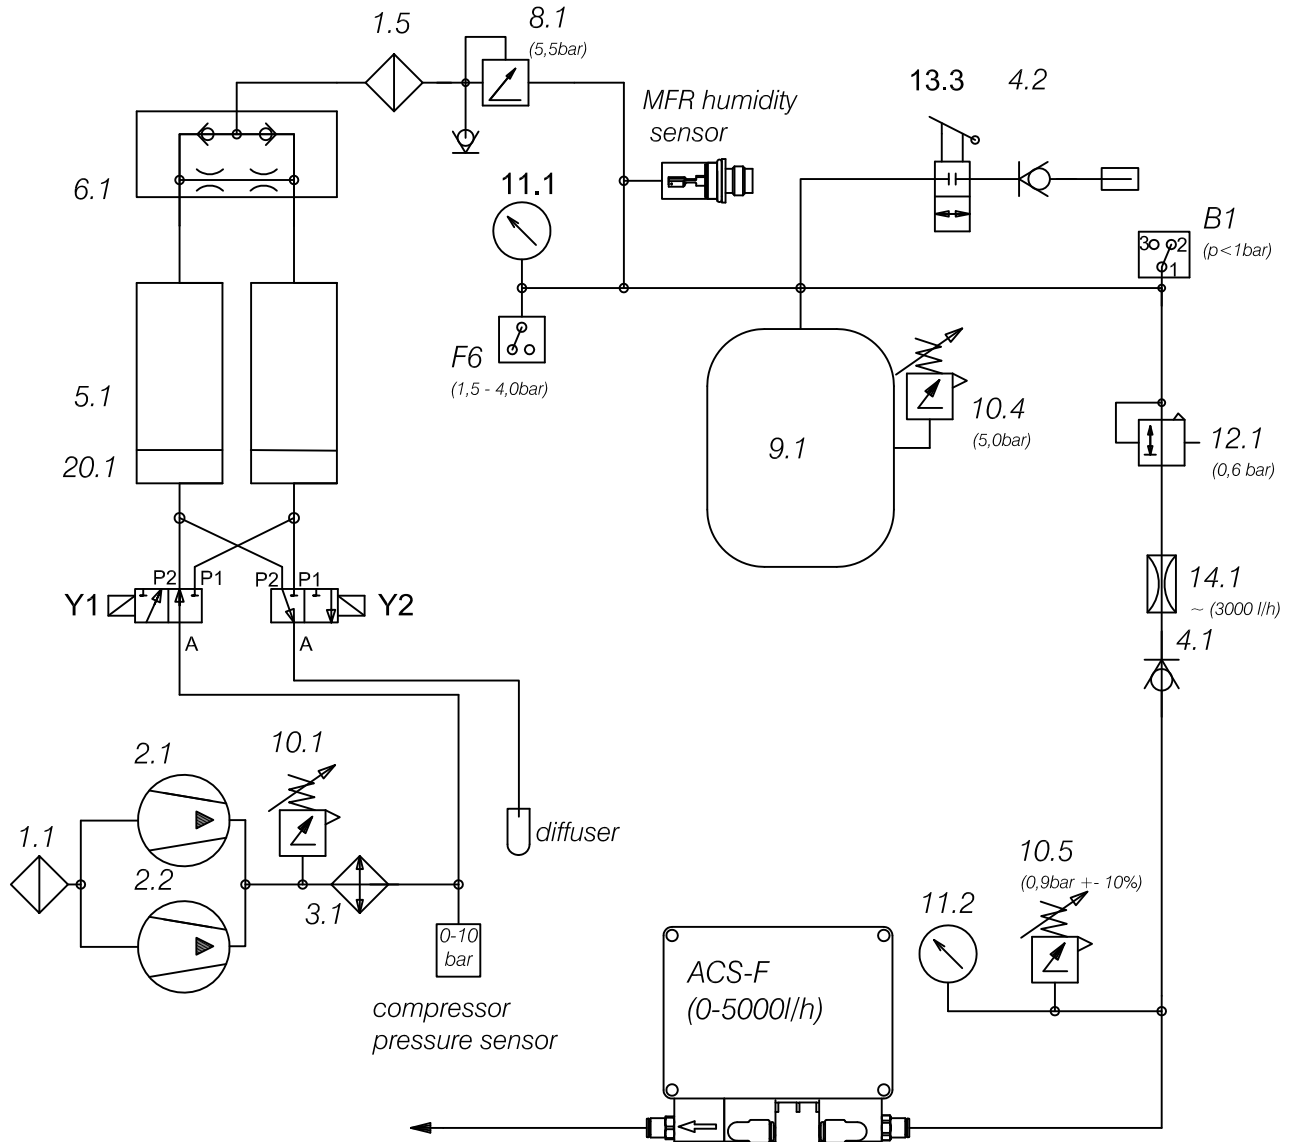 1.5
8.1
(5,5bar)
MFR humidity
sensor
13.3
4.2
6.1
11.1
B1
(p<1bar)
3
2
1
F6
(1,5 - 4,0bar)
5.1
20.1
9.1
10.4
(5,0bar)
12.1
(0,6 bar)
P2
P1
P2
P1
Y1
Y2
A
A
14.1
~ (3000 l/h)
4.1
2.1
10.1
1.1
2.2
3.1
diffuser
0-10
bar
compressor
pressure sensor
ACS-F
(0-5000l/h)
11.2
10.5
(0,9bar +- 10%)